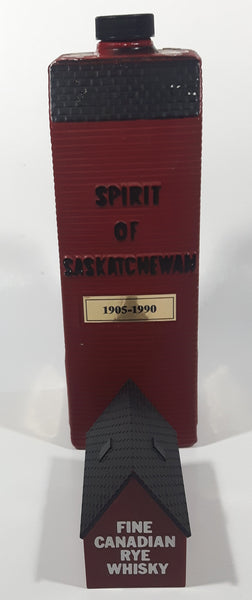 SPIRIT
OF
SASKATCHEWAN
1905-1990
FINE
CANADIAN
RYE
WHISKY